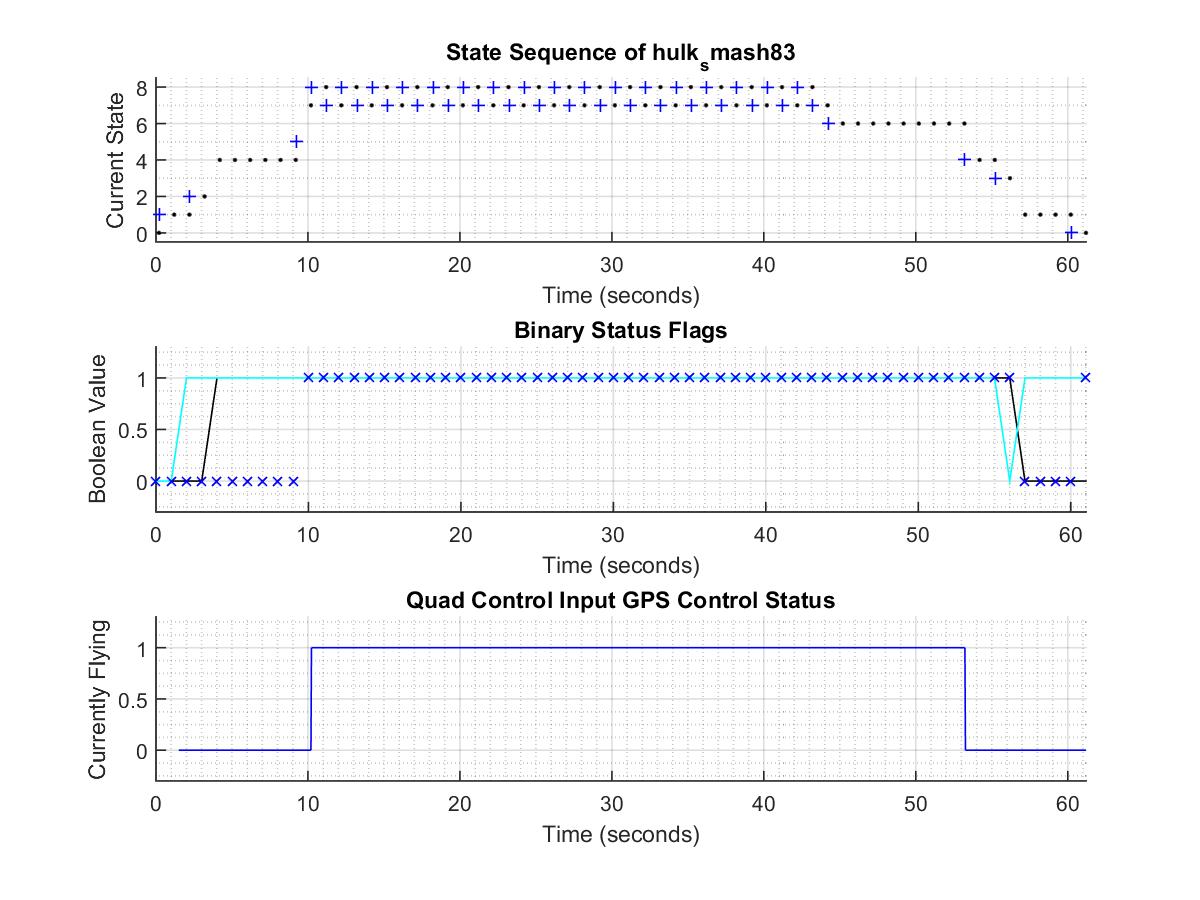 State Sequence of hulk_smash83
8
6
4
2
0
Current State
0 10 20 30 40 50 60
Time (seconds)
Binary Status Flags
1
0.5
0
Boolean Value
0 10 20 30 40 50 60
Time (seconds)
Quad Control Input GPS Control Status
1
0.5
0
Currently Flying
0 10 20 30 40 50 60
Time (seconds)